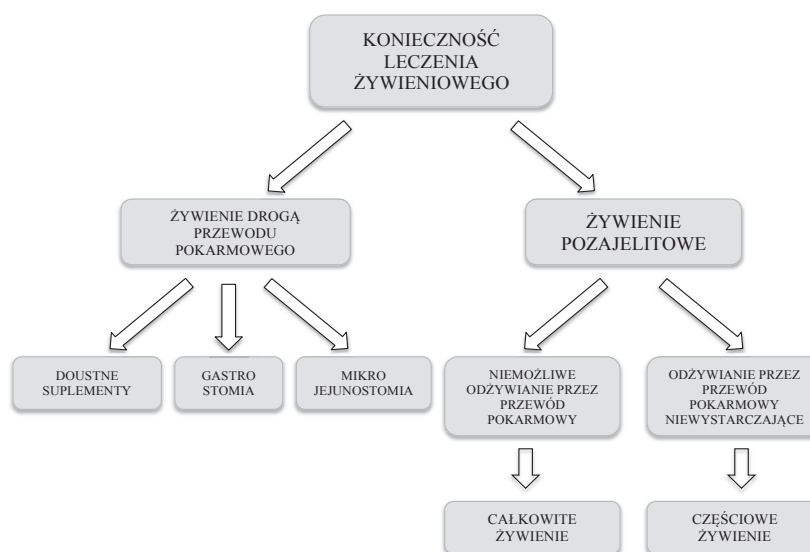 KONIECZNOŚĆ
LECZENIA
ŻYWIENIOWEGO
ŻYWIENIE DROGĄ
PRZEWODU
POKARMOWEGO
ŻYWIENIE
POZAJELITOWE
DOUSTNE
SUPLEMENTY
GASTRO
STOMIA
MIKRO
JEJUNOSTOMIA
NIEMOŻLIWE
ODŻYWIANIE PRZEZ
PRZEWÓD
POKARMOWY
ODŻYWIANIE PRZEZ
PRZEWÓD
POKARMOWY
NIEWYSTARCZAJĄCE
CAŁKOWITE
ŻYWIENIE
CZĘŚCIOWE
ŻYWIENIE